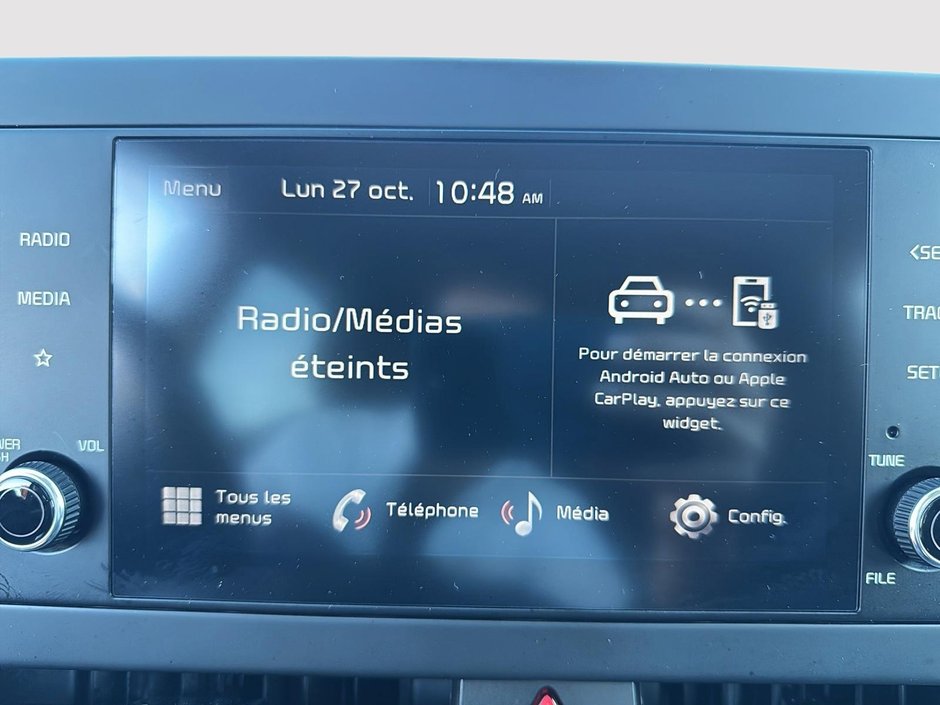 Menu
Lun 27 oct.
10:48 AM
RADIO
MEDIA
VOL
Radio/Médias
éteints
Pour démarrer la connexion
Android Auto ou Apple
CarPlay, appuyez sur ce
widget.
Tous les
menus
Téléphone
Média
Config.
TUNE
FILE